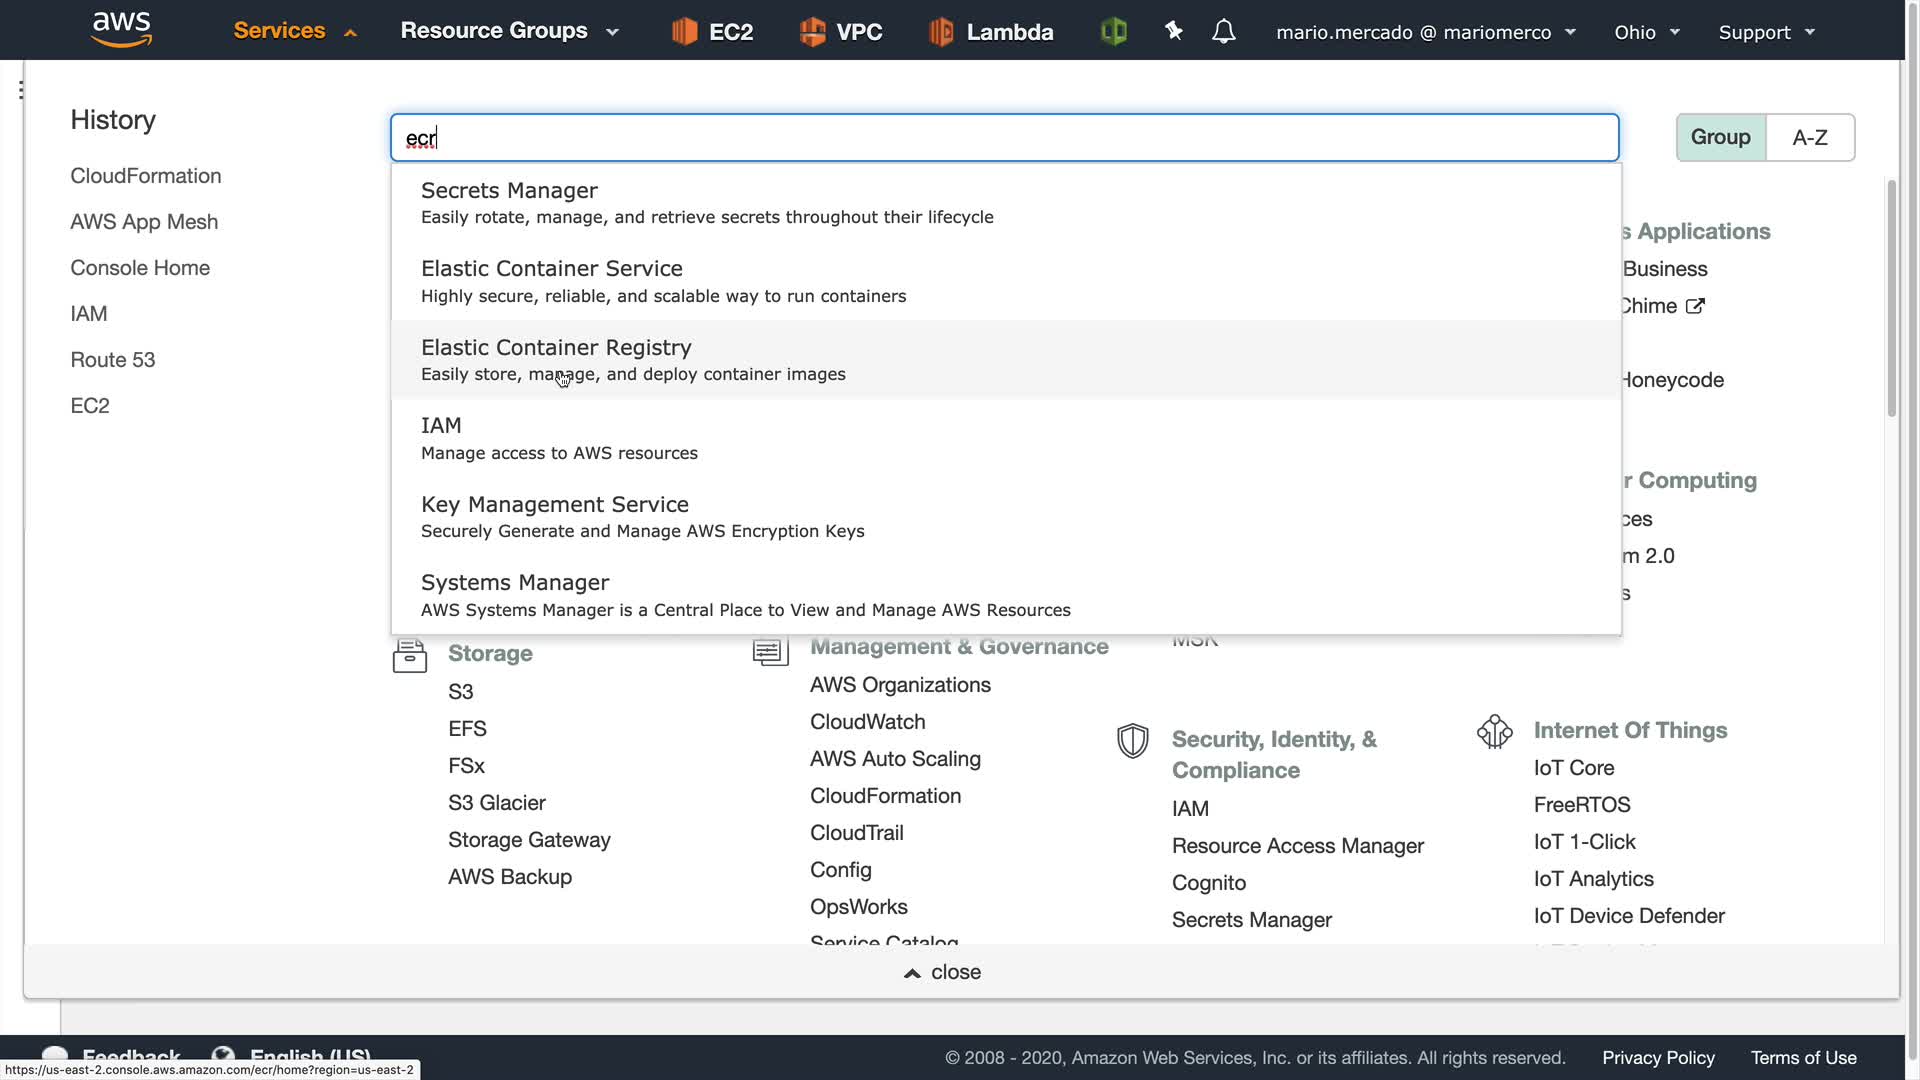 aws
Services
Resource Groups
EC2
VPC
Lambda
mario.mercado @ mariomerco
Ohio
Support
History
CloudFormation
AWS App Mesh
Console Home
IAM
Route 53
EC2
ecr
Group
A-Z
Secrets Manager
Easily rotate, manage, and retrieve secrets throughout their lifecycle
Elastic Container Service
Highly secure, reliable, and scalable way to run containers
Elastic Container Registry
Easily store, manage, and deploy container images
IAM
Manage access to AWS resources
Key Management Service
Securely Generate and Manage AWS Encryption Keys
Systems Manager
AWS Systems Manager is a Central Place to View and Manage AWS Resources
s Applications
Business
Chime
Honeycode
r Computing
ces
m 2.0
s
Storage
S3
EFS
FSx
S3 Glacier
Storage Gateway
AWS Backup
Management & Governance
AWS Organizations
CloudWatch
AWS Auto Scaling
CloudFormation
CloudTrail
Config
OpsWorks
Service Catalog
MSK
Security, Identity, &
Compliance
IAM
Resource Access Manager
Cognito
Secrets Manager
Internet Of Things
IoT Core
FreeRTOS
IoT 1-Click
IoT Analytics
IoT Device Defender
close
Feedback
English (US)
© 2008 - 2020, Amazon Web Services, Inc. or its affiliates. All rights reserved.
Privacy Policy
Terms of Use
https://us-east-2.console.aws.amazon.com/ecr/home?region=us-east-2